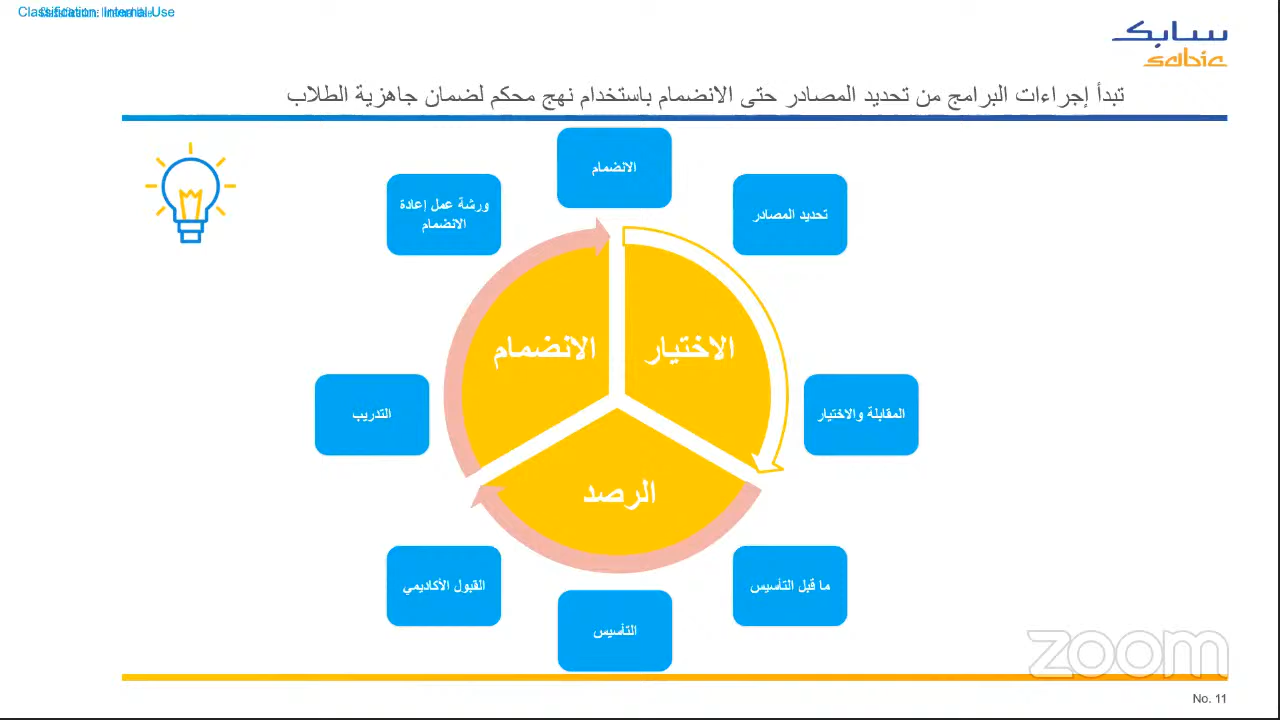 Classification: Internal Use
سابك
sabic
تبدأ إجراءات البرامج من تحديد المصادر حتى الانضمام باستخدام نهج محكم لضمان جاهزية الطلاب
الانضمام
تحديد المصادر
ورشة عمل إعادة
الانضمام
الاختيار
الانضمام
المقابلة والاختيار
التدريب
الرصد
ما قبل التأسيس
القبول الأكاديمي
التأسيس
zoom
No. 11